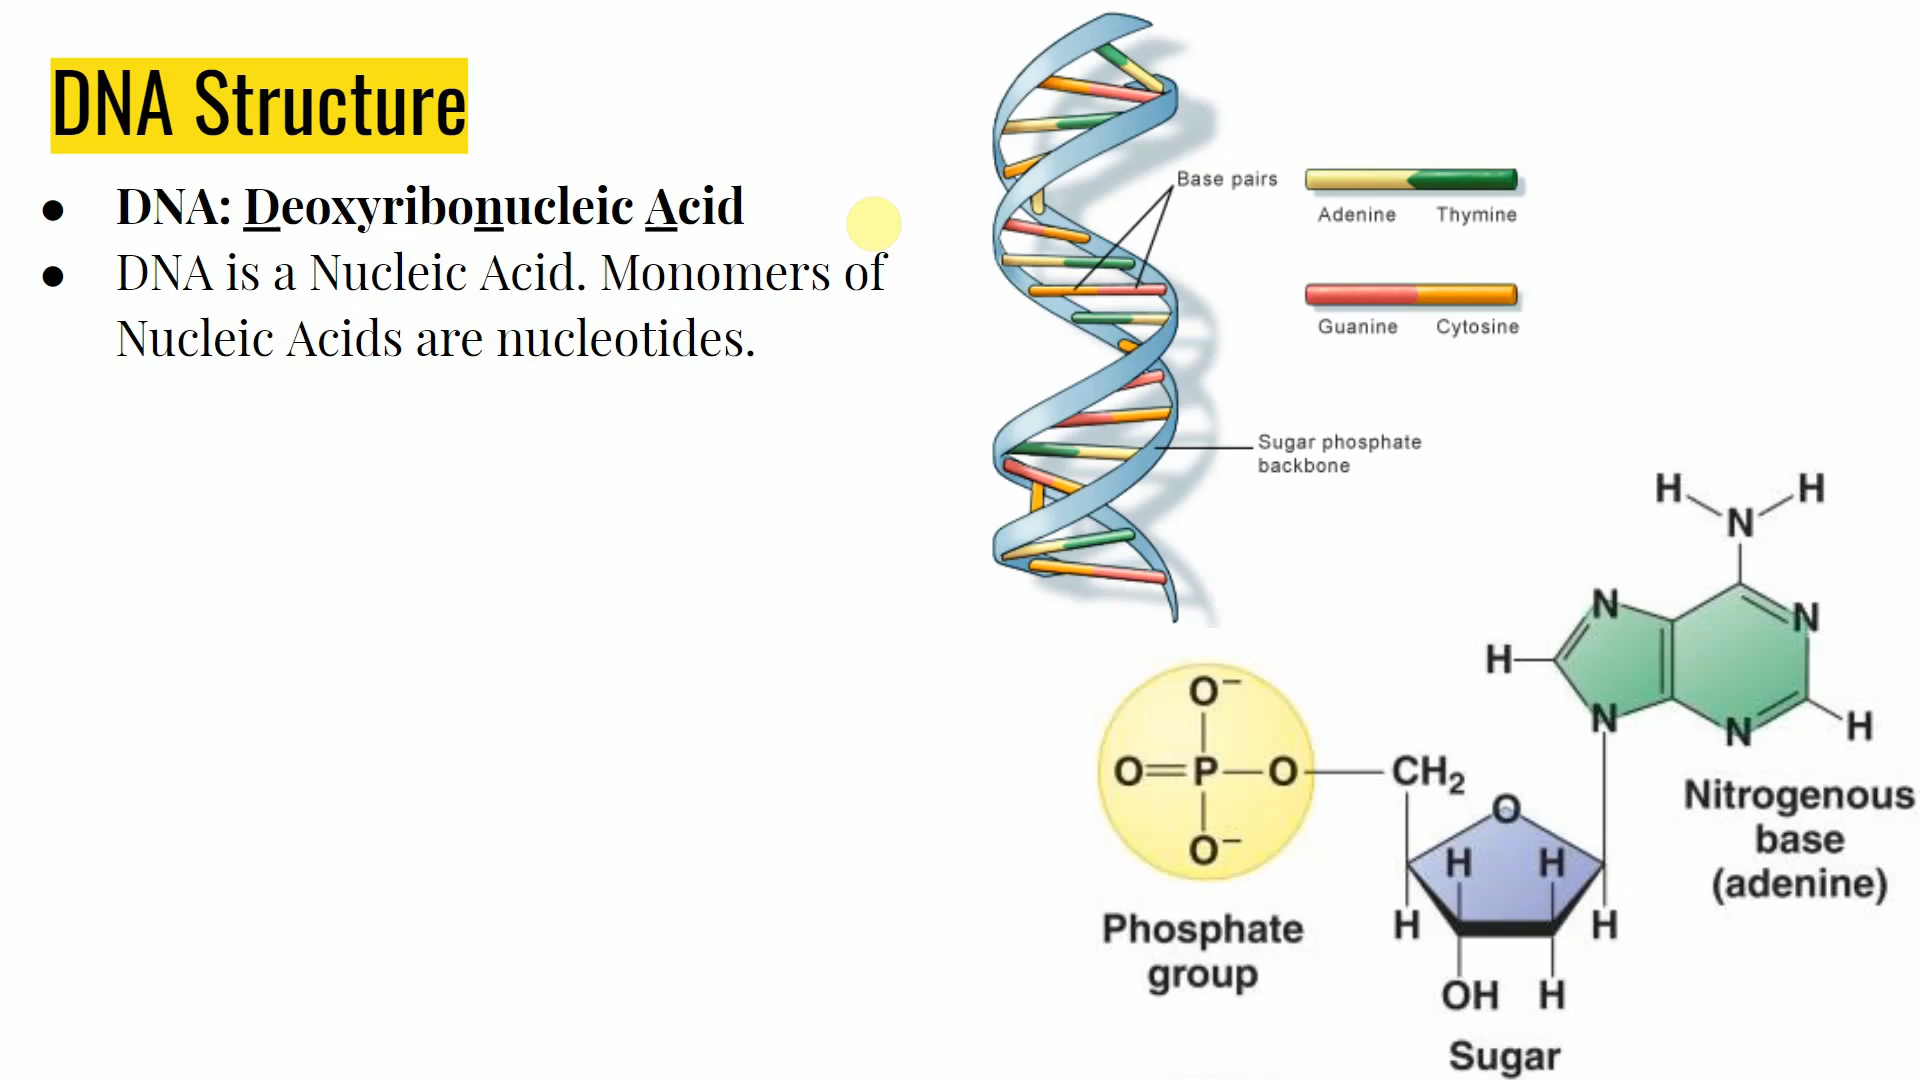 DNA Structure
● DNA: Deoxyribonucleic Acid
● DNA is a Nucleic Acid. Monomers of
Nucleic Acids are nucleotides.
Base pairs
Adenine Thymine
Guanine Cytosine
Sugar phosphate
backbone
H H
N
N N
H
N N H
O⁻
O=P—O CH₂
O⁻
O
H H
H H
OH H
Phosphate
group
Sugar
Nitrogenous
base
(adenine)